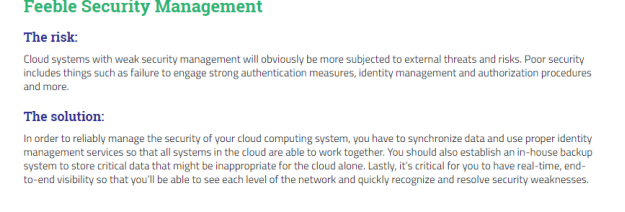 Feeble Security Management
The risk:
Cloud systems with weak security management will obviously be more subjected to external threats and risks. Poor security
includes things such as failure to engage strong authentication measures, identity management and authorization procedures
and more.
The solution:
In order to reliably manage the security of your cloud computing system, you have to synchronize data and use proper identity
management services so that all systems in the cloud are able to work together. You should also establish an in-house backup
system to store critical data that might be inappropriate for the cloud alone. Lastly, it's critical for you to have real-time, end-
to-end visibility so that you'll be able to see each level of the network and quickly recognize and resolve security weaknesses.